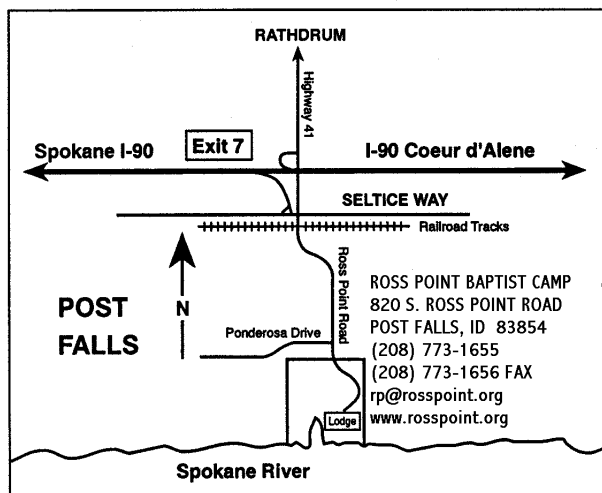 RATHDRUM
Highway 41
Spokane I-90
Exit 7
I-90 Coeur d'Alene
SELTICE WAY
Railroad Tracks
Ross Point Road
N
POST
FALLS
Ponderosa Drive
ROSS POINT BAPTIST CAMP
820 S. ROSS POINT ROAD
POST FALLS, ID 83854
(208) 773-1655
(208) 773-1656 FAX
rp@rosspoint.org
www.rosspoint.org
Lodge
Spokane River